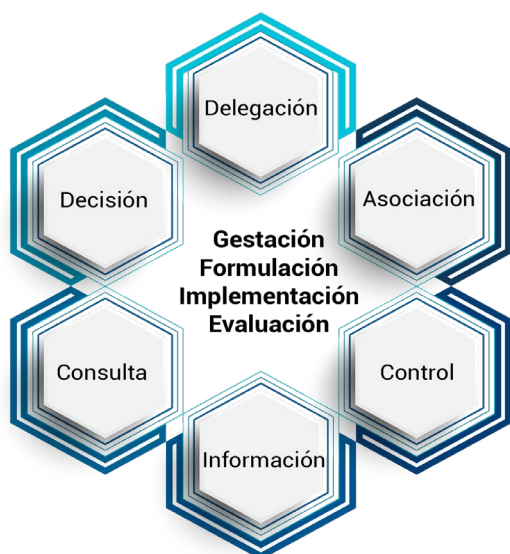 Delegación
Decisión
Asociación
Gestación
Formulación
Implementación
Evaluación
Consulta
Control
Información